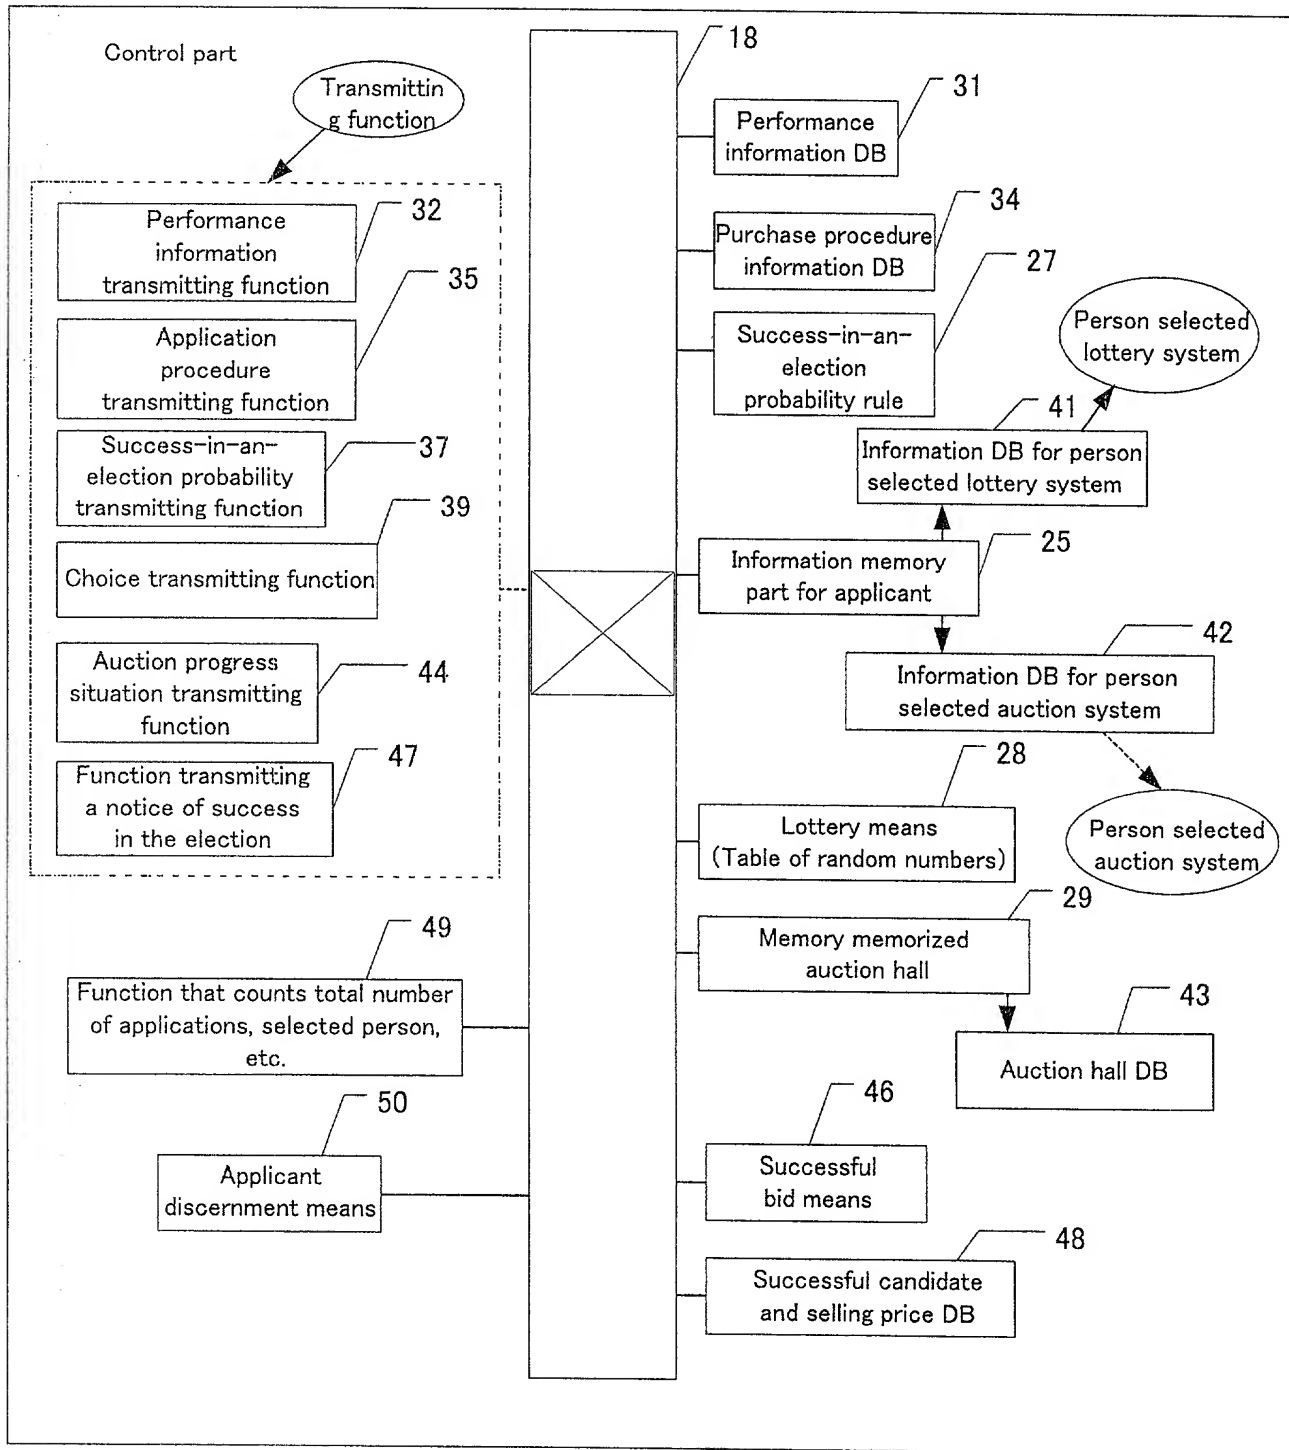 Control part
Transmittin
g function
18
31
Performance
information DB
32
Performance
information
transmitting function
34
Purchase procedure
information DB
35
Application
procedure
transmitting function
27
Success-in-an-
election
probability rule
Person selected
lottery system
37
Success-in-an-
election probability
transmitting function
41
Information DB for person
selected lottery system
39
Choice transmitting function
25
Information memory
part for applicant
44
Auction progress
situation transmitting
function
42
Information DB for person
selected auction system
47
Function transmitting
a notice of success
in the election
28
Lottery means
(Table of random numbers)
Person selected
auction system
29
Memory memorized
auction hall
49
Function that counts total number
of applications, selected person,
etc.
43
Auction hall DB
50
Applicant
discernment means
46
Successful
bid means
48
Successful candidate
and selling price DB